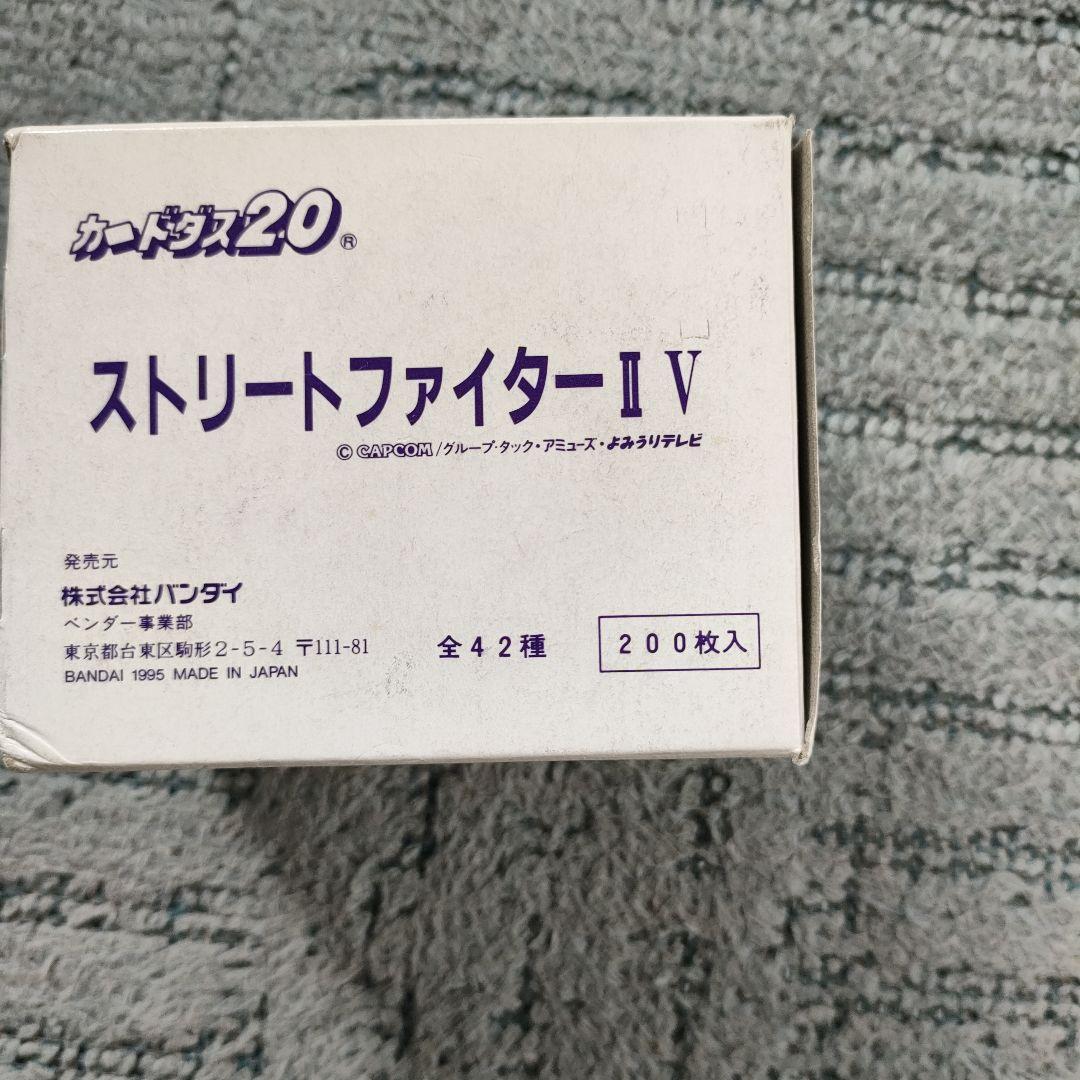 カードダス20®
ストリートファイターⅡV
© CAPCOM/グループ・タック・アミューズ・よみうりテレビ
発売元
株式会社バンダイ
ベンダー事業部
東京都台東区駒形2-5-4 〒111-81
BANDAI 1995 MADE IN JAPAN
全42種
200枚入